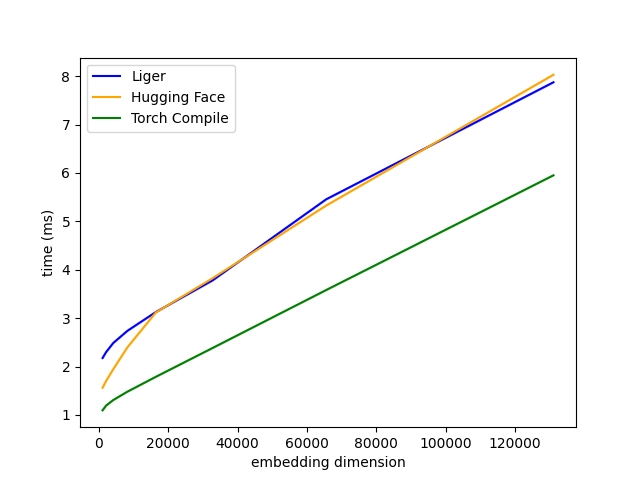 Liger
Hugging Face
Torch Compile
8
7
6
5
4
3
2
1
time (ms)
0 20000 40000 60000 80000 100000 120000
embedding dimension